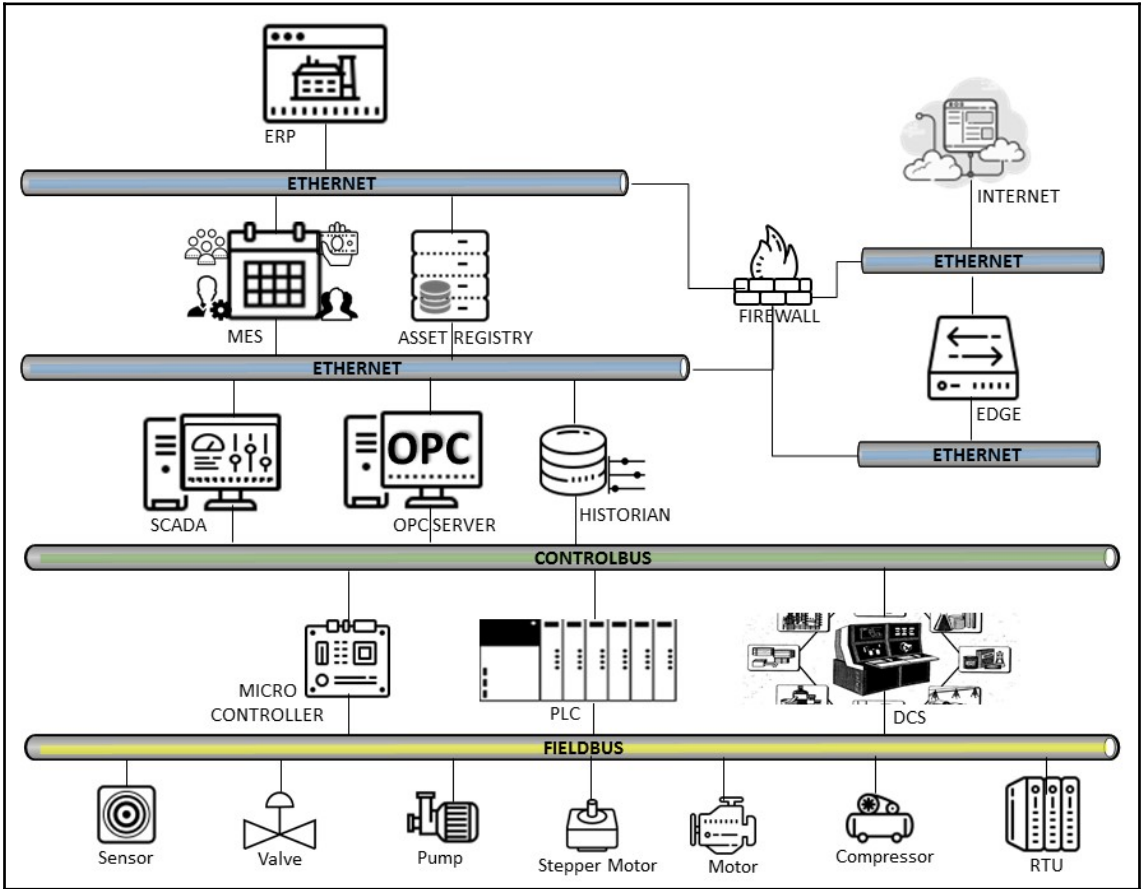 ERP
INTERNET
ETHERNET
ETHERNET
MES
ASSET REGISTRY
FIREWALL
ETHERNET
EDGE
ETHERNET
SCADA
OPC
OPC SERVER
HISTORIAN
CONTROLBUS
MICRO
CONTROLLER
PLC
DCS
FIELDBUS
Sensor
Valve
Pump
Stepper Motor
Motor
Compressor
RTU